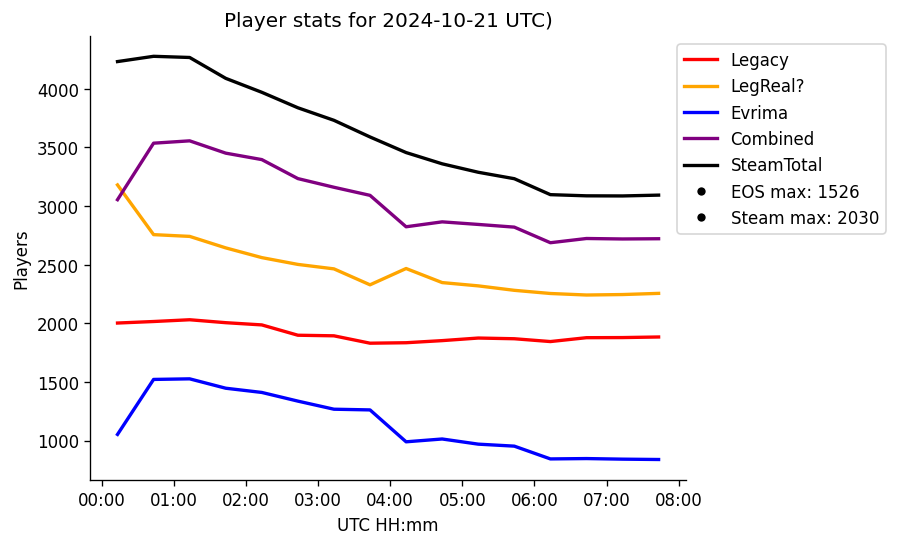 Player stats for 2024-10-21 UTC)
Legacy
LegReal?
Evrima
Combined
SteamTotal
EOS max: 1526
Steam max: 2030
Players
4000
3500
3000
2500
2000
1500
1000
00:00 01:00 02:00 03:00 04:00 05:00 06:00 07:00 08:00
UTC HH:mm